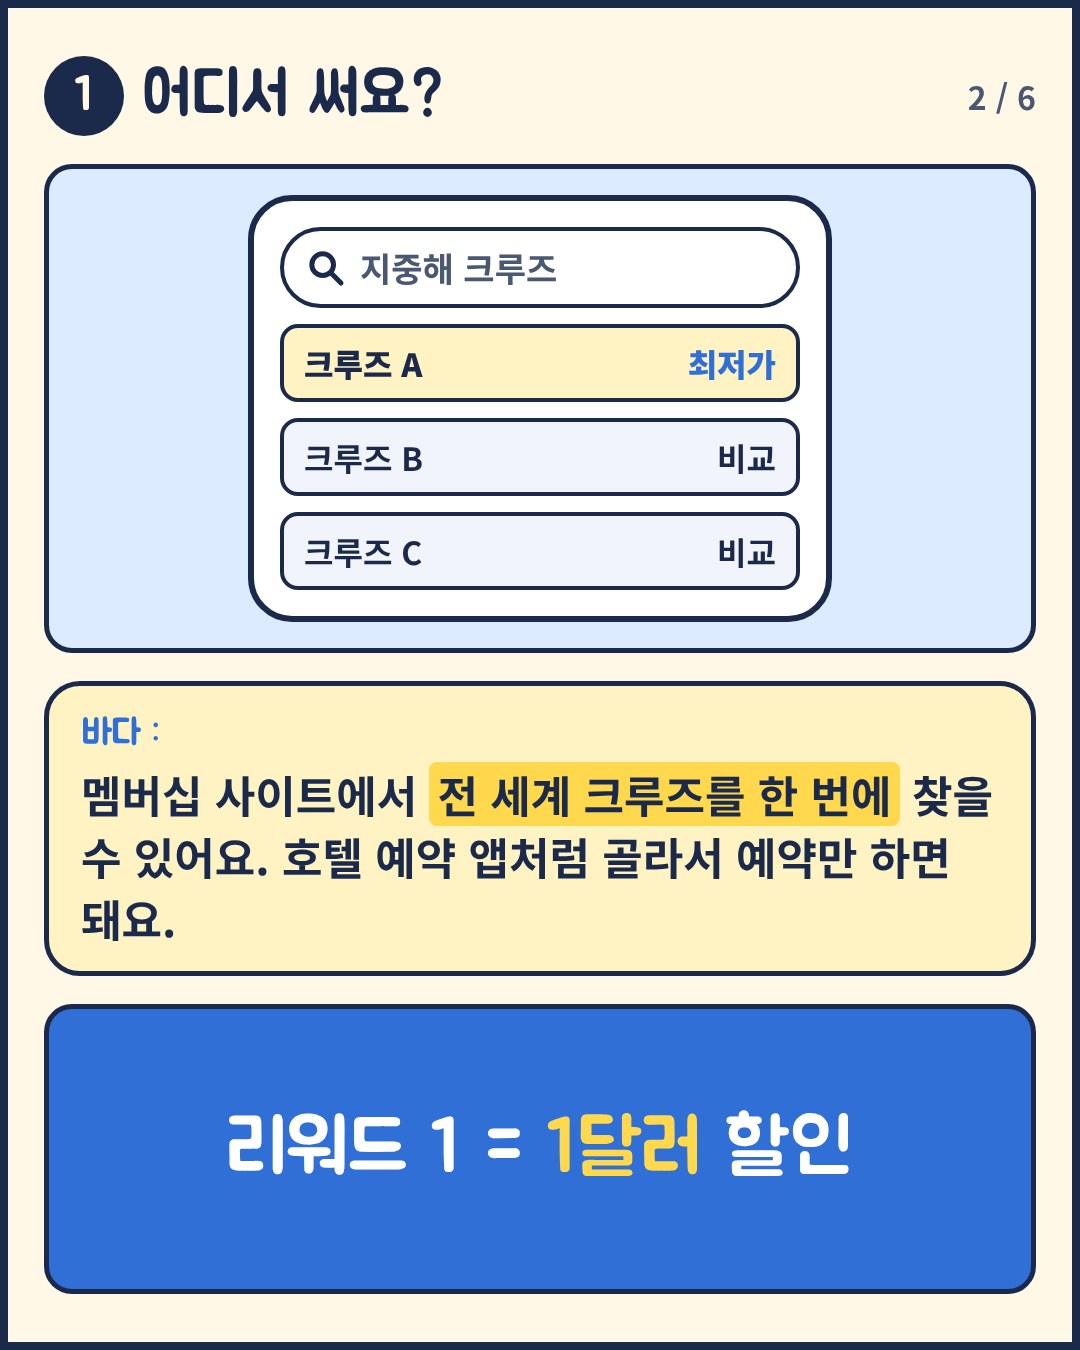 1 어디서 써요?
2 / 6
지중해 크루즈
크루즈 A 최저가
크루즈 B 비교
크루즈 C 비교
바다 :
멤버십 사이트에서 전 세계 크루즈를 한 번에 찾을
수 있어요. 호텔 예약 앱처럼 골라서 예약만 하면
돼요.
리워드 1 = 1달러 할인